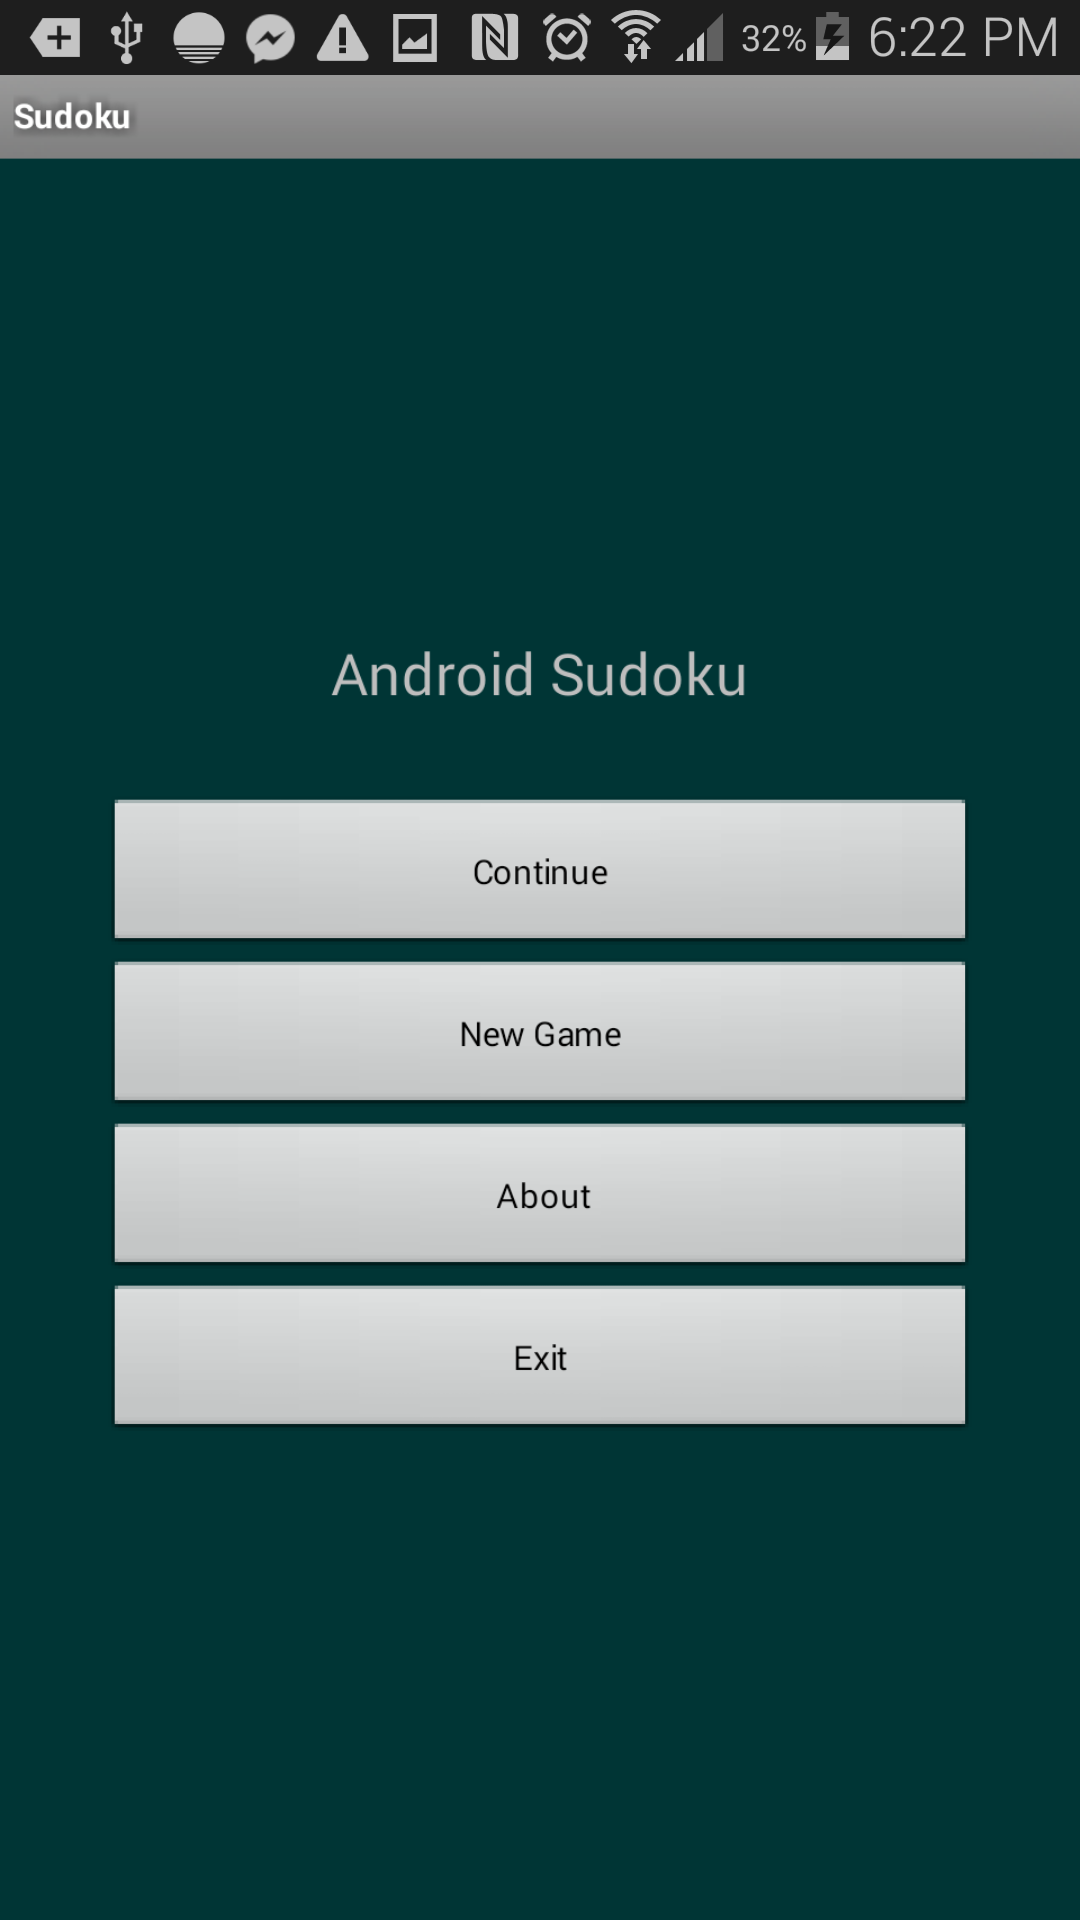 32% 6:22 PM
Sudoku
Android Sudoku
Continue
New Game
About
Exit